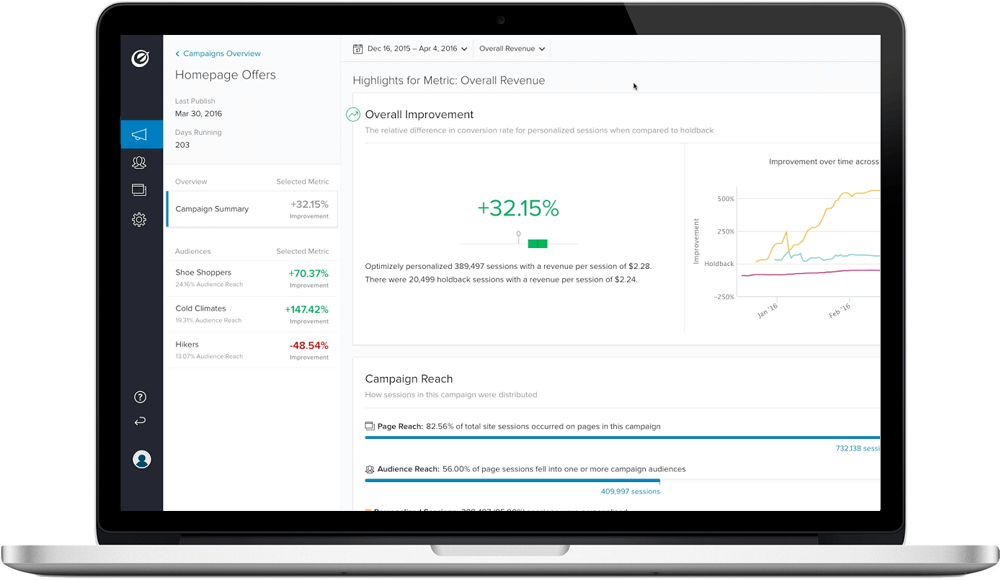 Campaigns Overview
Homepage Offers
Last Publish
Mar 30, 2016
Days Running
203
Overview Selected Metric
Campaign Summary +32.15%
Improvement
Audiences Selected Metric
Shoe Shoppers +70.37%
24.16% Audience Reach Improvement
Cold Climates +147.42%
19.31% Audience Reach Improvement
Hikers -48.54%
13.07% Audience Reach Improvement
Dec 16, 2015 – Apr 4, 2016 Overall Revenue
Highlights for Metric: Overall Revenue
Overall Improvement
The relative difference in conversion rate for personalized sessions when compared to holdback
+32.15%
0
Optimizely personalized 389,497 sessions with a revenue per session of $2.28.
There were 20,499 holdback sessions with a revenue per session of $2.24.
Improvement over time across
Improvement
500%
250%
Holdback
-250%
Jan '16
Feb '16
Campaign Reach
How sessions in this campaign were distributed
Page Reach: 82.56% of total site sessions occurred on pages in this campaign
732,138 sessi
Audience Reach: 56.00% of page sessions fell into one or more campaign audiences
409,997 sessions